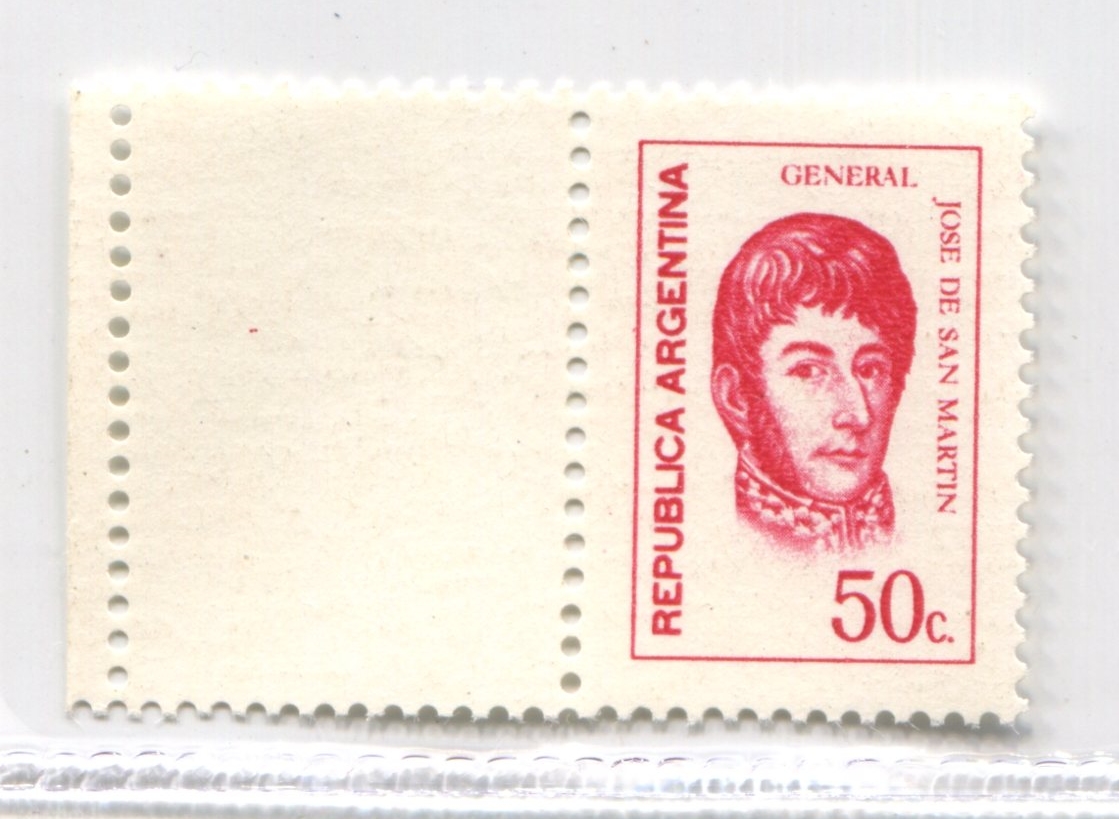 REPUBLICA ARGENTINA
GENERAL
JOSE DE SAN MARTIN
50c.